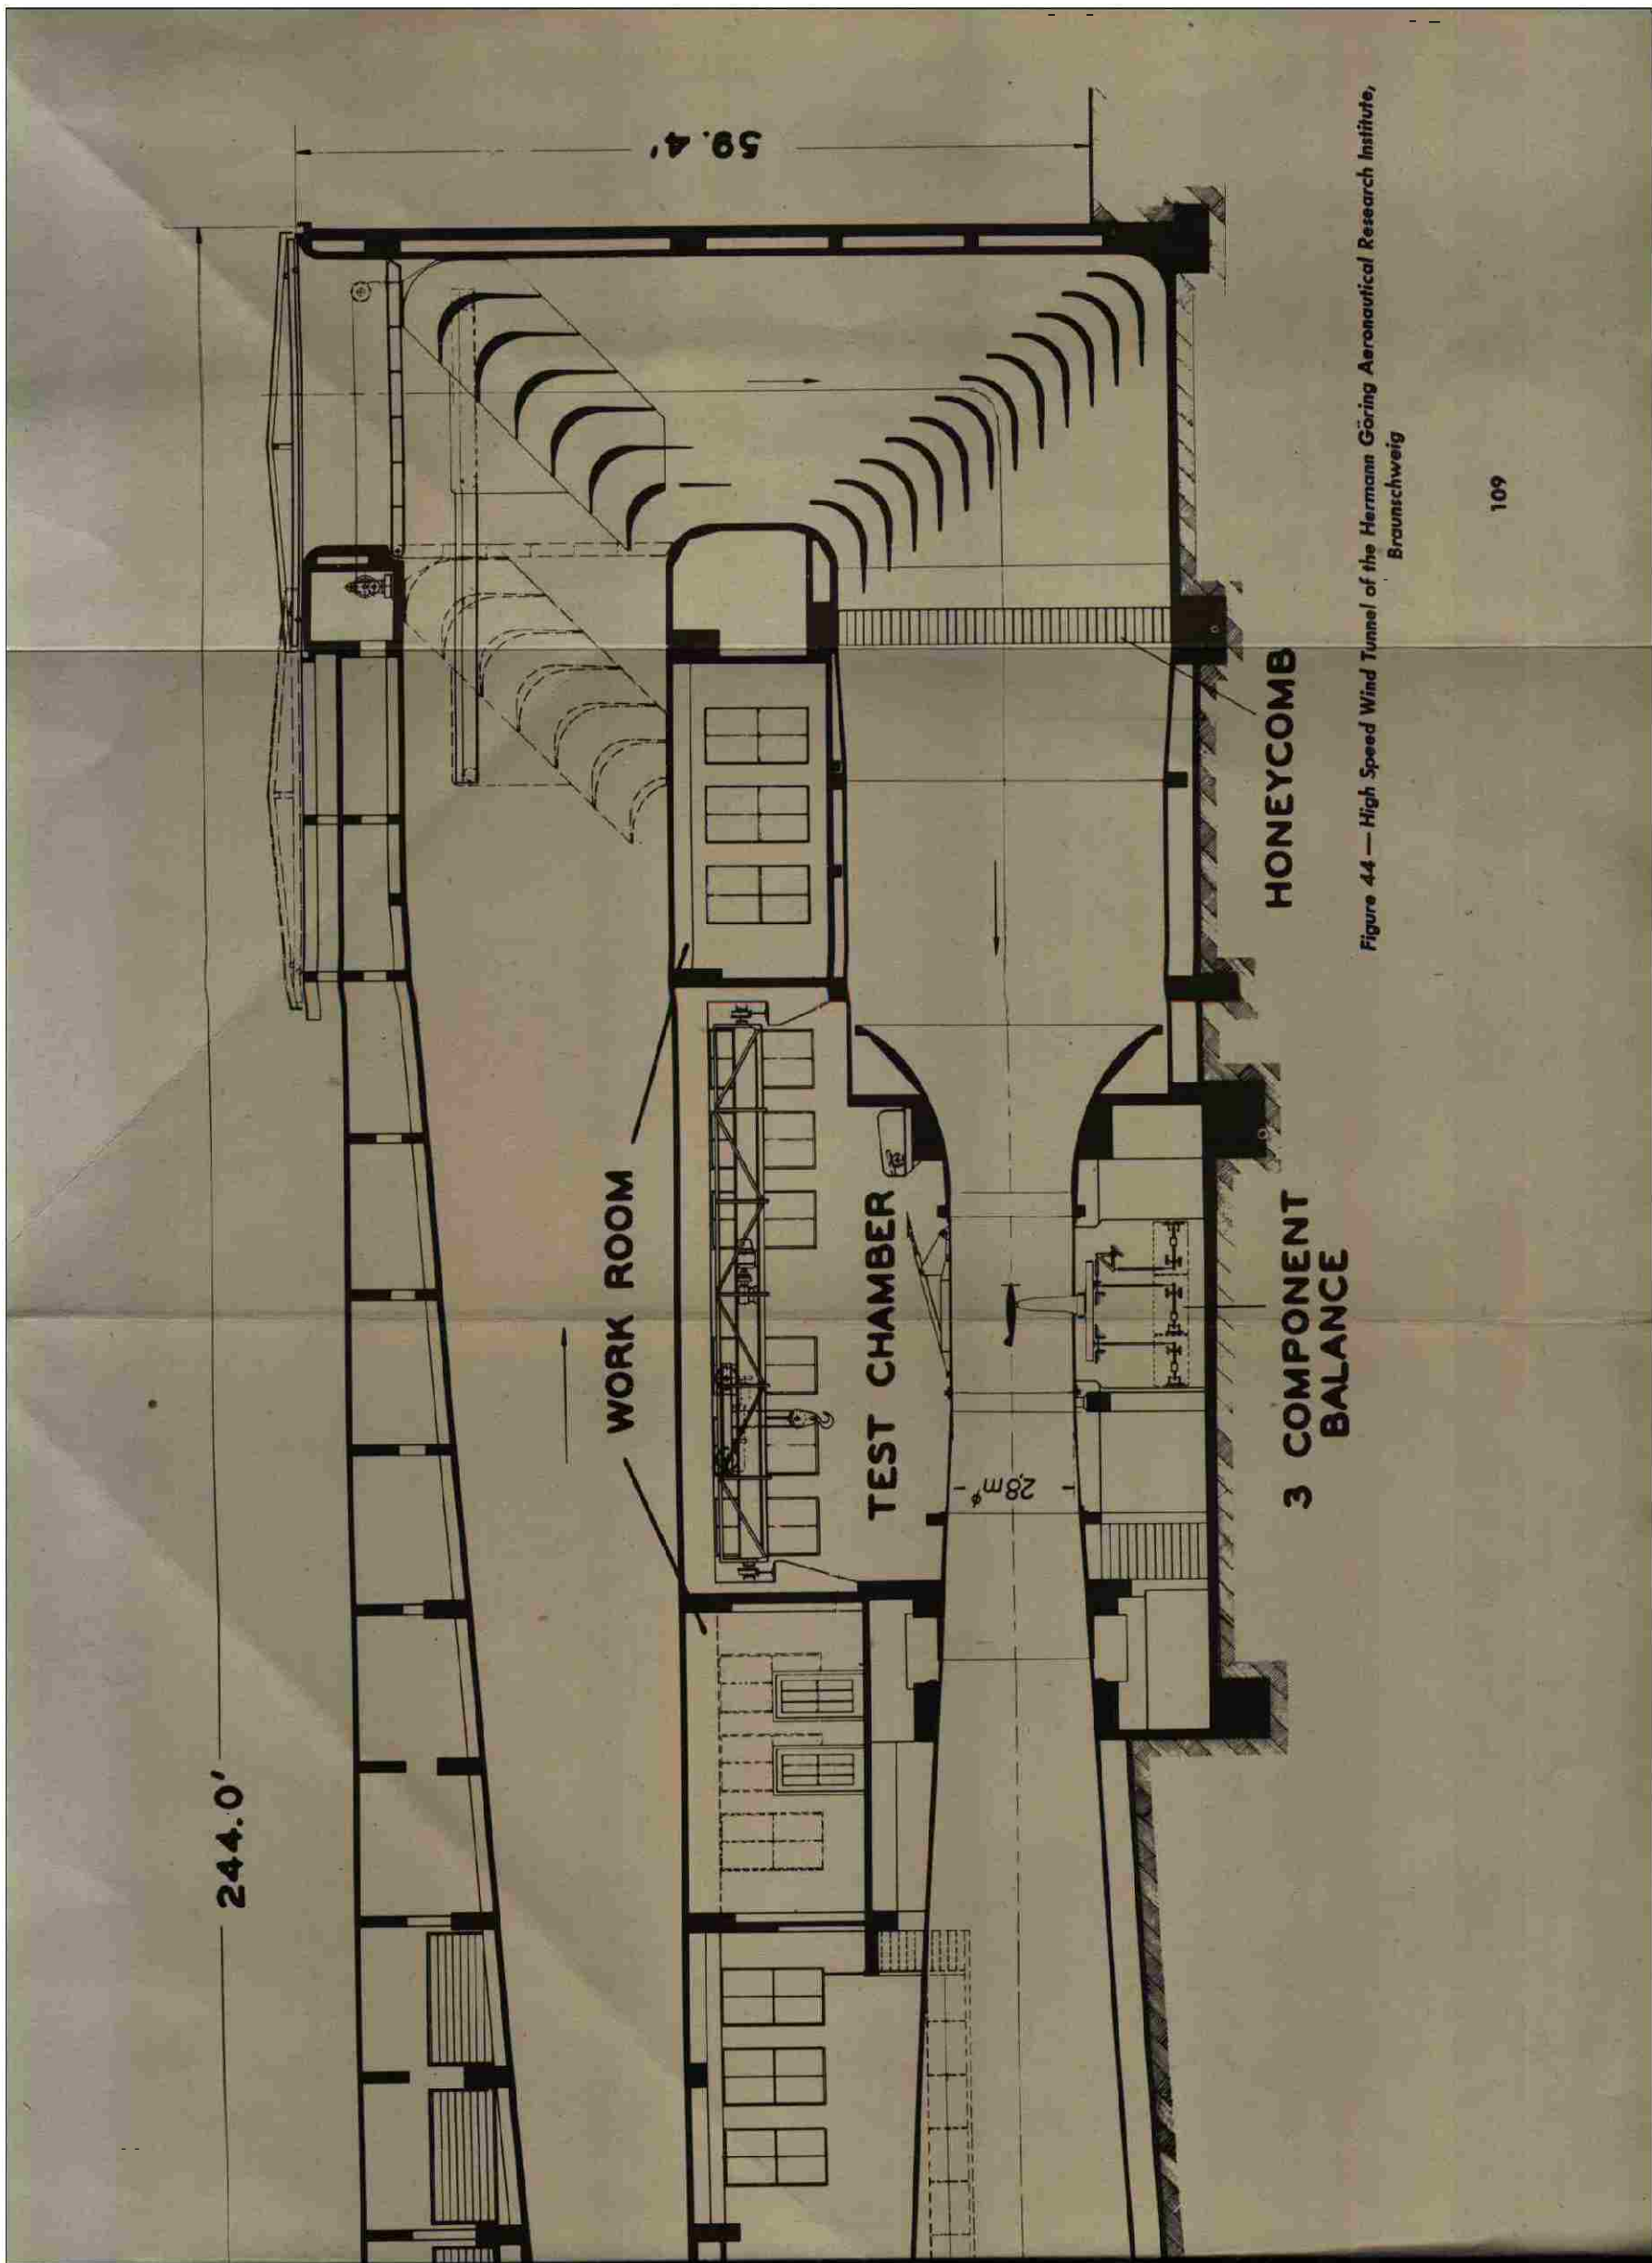 244.0'
59.4'
WORK ROOM
TEST CHAMBER
2,8mᶲ
3 COMPONENT
BALANCE
HONEYCOMB
Figure 44—High Speed Wind Tunnel of the Hermann Göring Aeronautical Research Institute,
Braunschweig
109